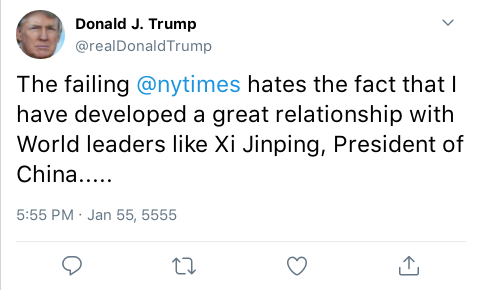 Donald J. Trump
@realDonaldTrump
The failing @nytimes hates the fact that I
have developed a great relationship with
World leaders like Xi Jinping, President of
China.....
5:55 PM · Jan 55, 5555